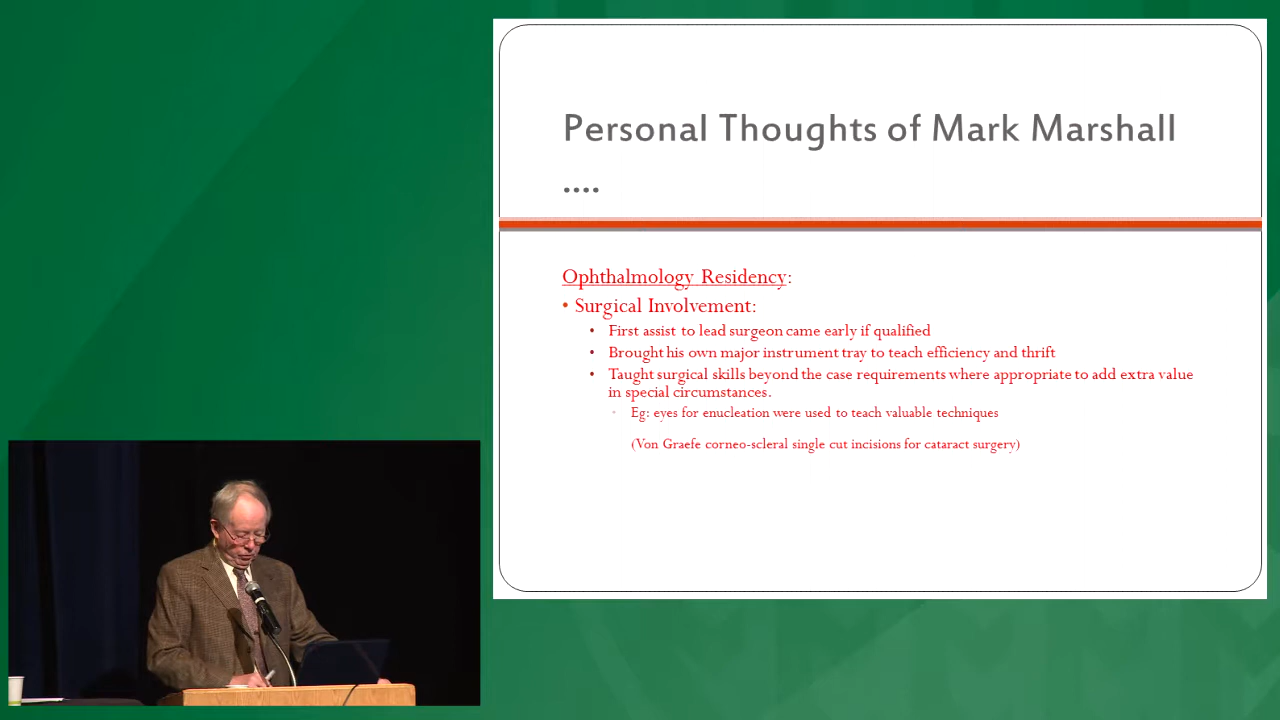 Personal Thoughts of Mark Marshall
....
Ophthalmology Residency:
• Surgical Involvement:
• First assist to lead surgeon came early if qualified
• Brought his own major instrument tray to teach efficiency and thrift
• Taught surgical skills beyond the case requirements where appropriate to add extra value
in special circumstances.
• Eg: eyes for enucleation were used to teach valuable techniques
(Von Graefe corneo-scleral single cut incisions for cataract surgery)